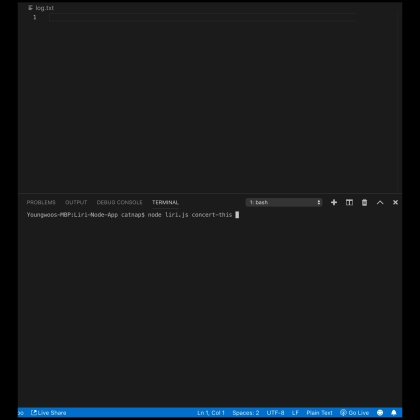 log.txt
1
PROBLEMS OUTPUT DEBUG CONSOLE TERMINAL 1: bash
Youngwoos-MBP:Liri-Node-App catnap$ node liri.js concert-this
Live Share Ln 1, Col 1 Spaces: 2 UTF-8 LF Plain Text Go Live